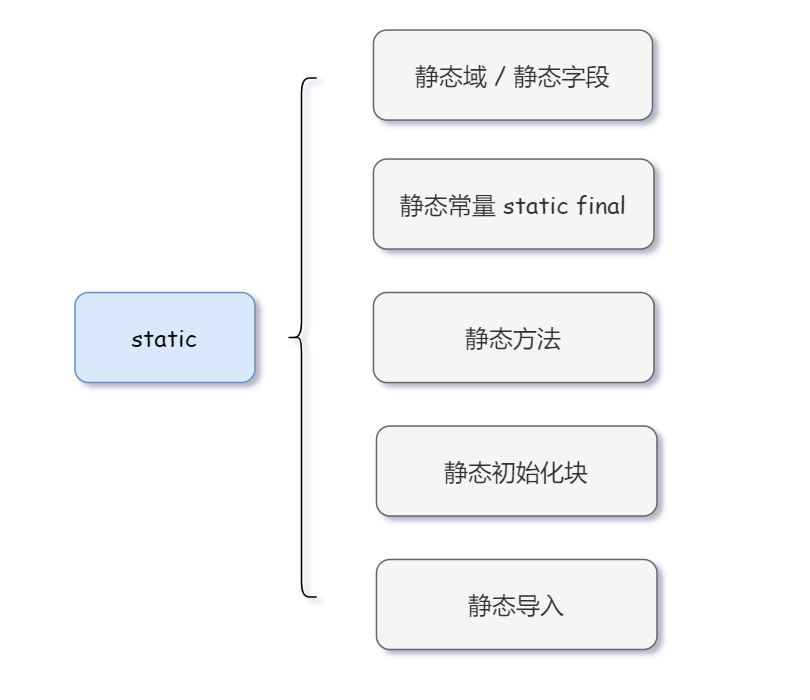 静态域 / 静态字段
静态常量 static final
static
静态方法
静态初始化块
静态导入